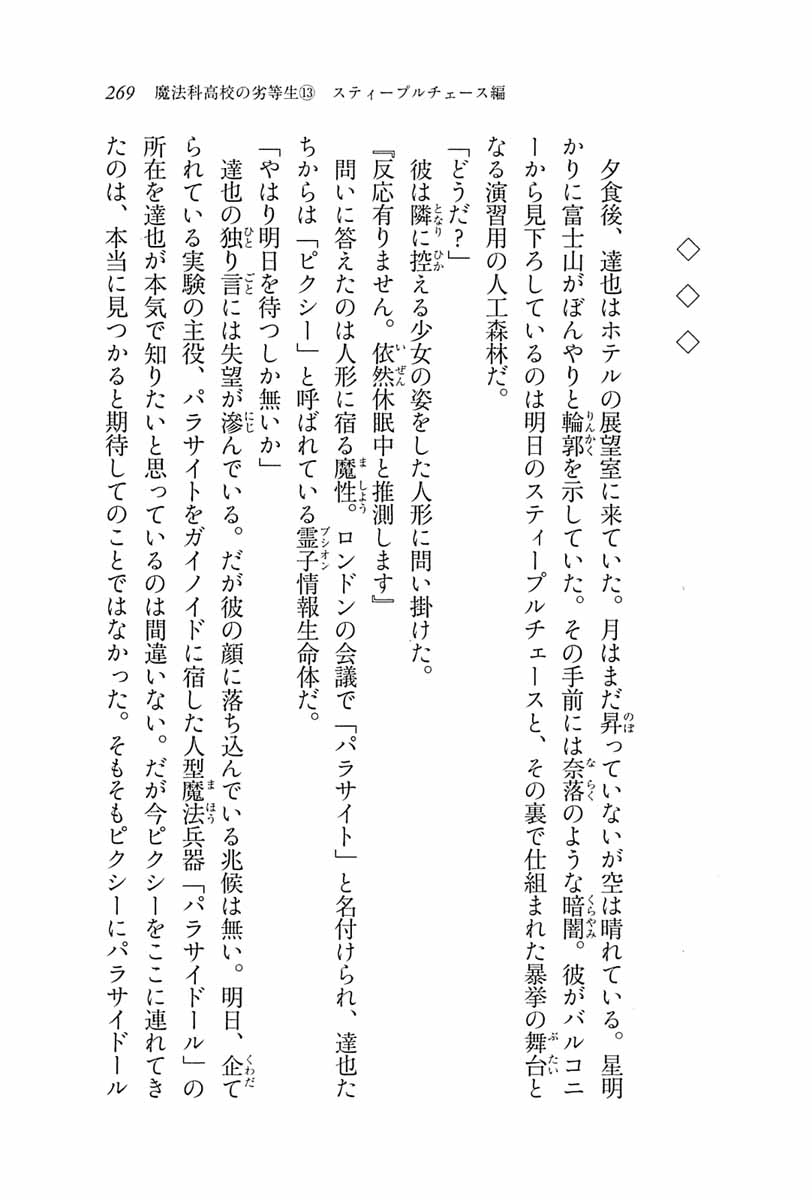 269 魔法科高校の劣等生⑬ スティープルチェース編
◇ ◇ ◇
夕食後、達也はホテルの展望室に来ていた。月はまだ昇っていないが空は晴れている。星明
かりに富士山がぼんやりと輪郭を示していた。その手前には奈落のような暗闇。彼がバルコニ
ーから見下ろしているのは明日のスティープルチェースと、その裏で仕組まれた暴挙の舞台と
なる演習用の人工森林だ。
「どうだ？」
彼は隣に控える少女の姿をした人形に問い掛けた。
『反応有りません。依然休眠中と推測します』
問いに答えたのは人形に宿る魔性。ロンドンの会議で「パラサイト」と名付けられ、達也た
ちからは「ピクシー」と呼ばれている霊子情報生命体だ。
「やはり明日を待つしか無いか」
達也の独り言には失望が滲んでいる。だが彼の顔に落ち込んでいる兆候は無い。明日、企て
られている実験の主役、パラサイトをガイノイドに宿した人型魔法兵器「パラサイドール」の
所在を達也が本気で知りたいと思っているのは間違いない。だが今ピクシーをここに連れてき
たのは、本当に見つかると期待してのことではなかった。そもそもピクシーにパラサイドール